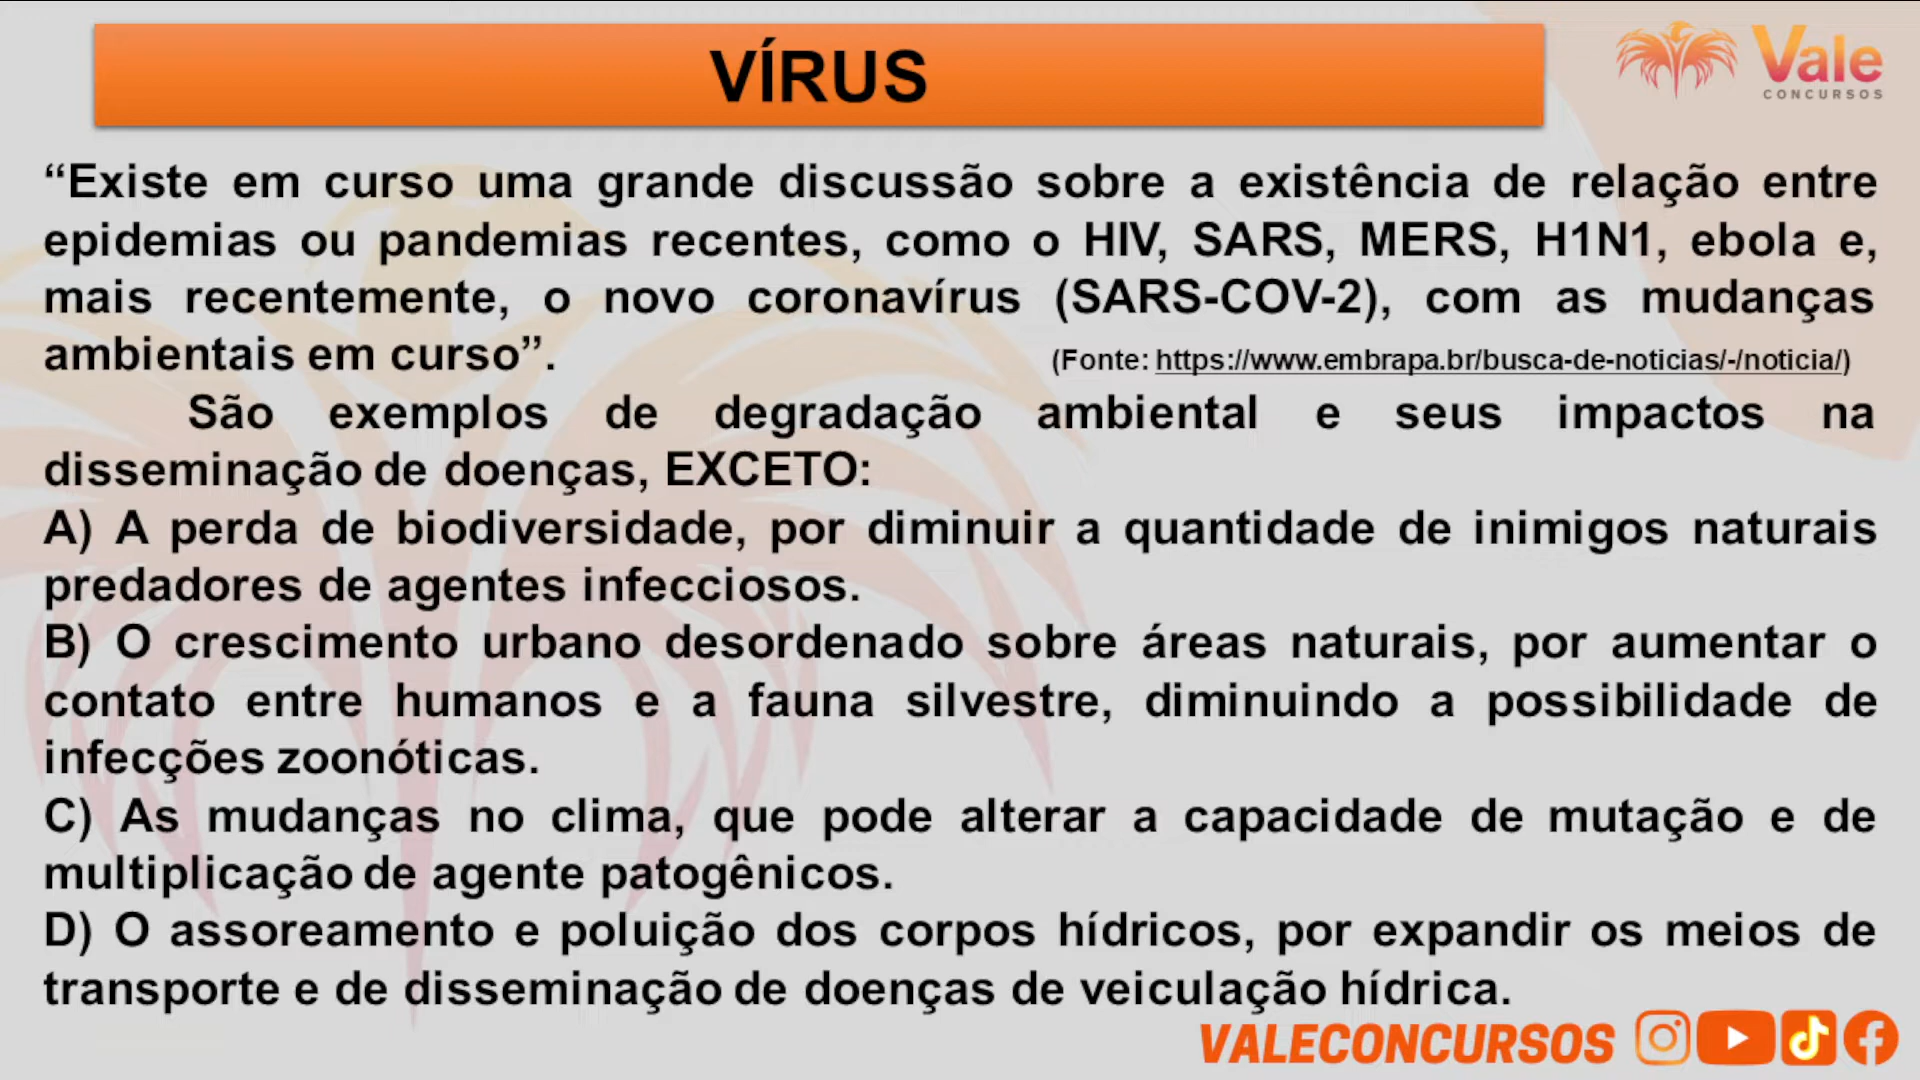 VÍRUS
Vale
CONCURSOS
“Existe em curso uma grande discussão sobre a existência de relação entre
epidemias ou pandemias recentes, como o HIV, SARS, MERS, H1N1, ebola e,
mais recentemente, o novo coronavírus (SARS-COV-2), com as mudanças
ambientais em curso”. (Fonte: https://www.embrapa.br/busca-de-noticias/-/noticia/)
São exemplos de degradação ambiental e seus impactos na
disseminação de doenças, EXCETO:
A) A perda de biodiversidade, por diminuir a quantidade de inimigos naturais
predadores de agentes infecciosos.
B) O crescimento urbano desordenado sobre áreas naturais, por aumentar o
contato entre humanos e a fauna silvestre, diminuindo a possibilidade de
infecções zoonóticas.
C) As mudanças no clima, que pode alterar a capacidade de mutação e de
multiplicação de agente patogênicos.
D) O assoreamento e poluição dos corpos hídricos, por expandir os meios de
transporte e de disseminação de doenças de veiculação hídrica.
VALECONCURSOS